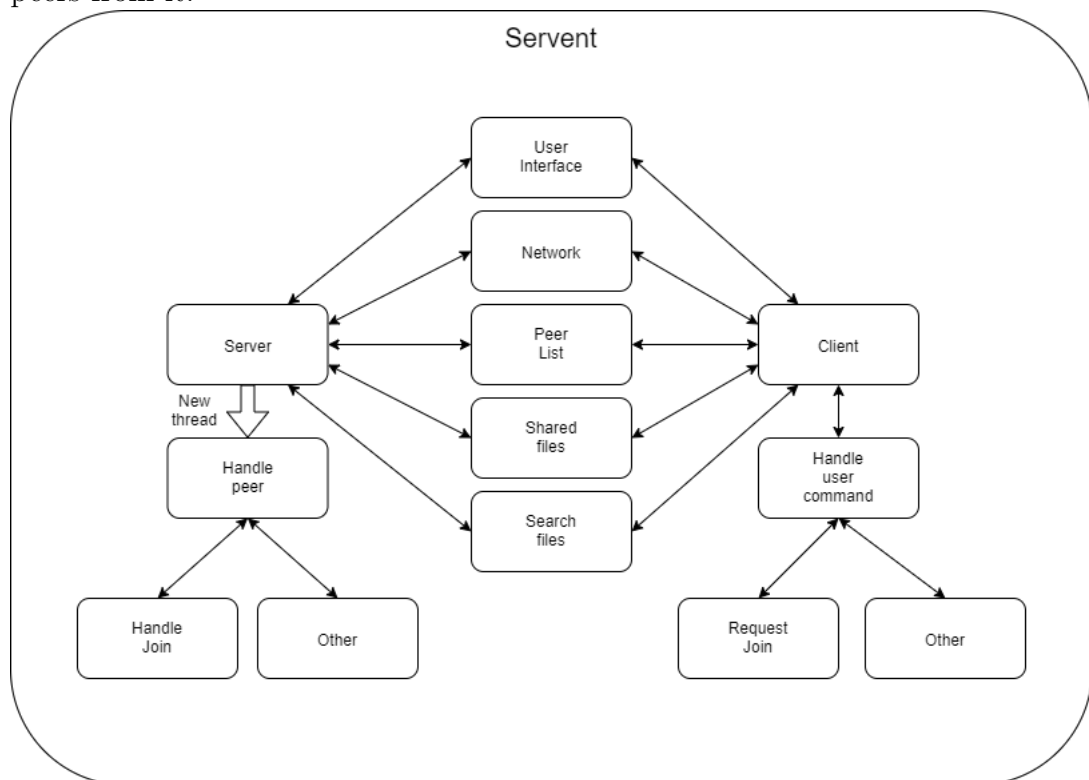 peers from it.
Servent
User
Interface
Network
Server
Peer
List
Client
New
thread
Shared
files
Handle
peer
Handle
user
command
Search
files
Handle
Join
Other
Request
Join
Other